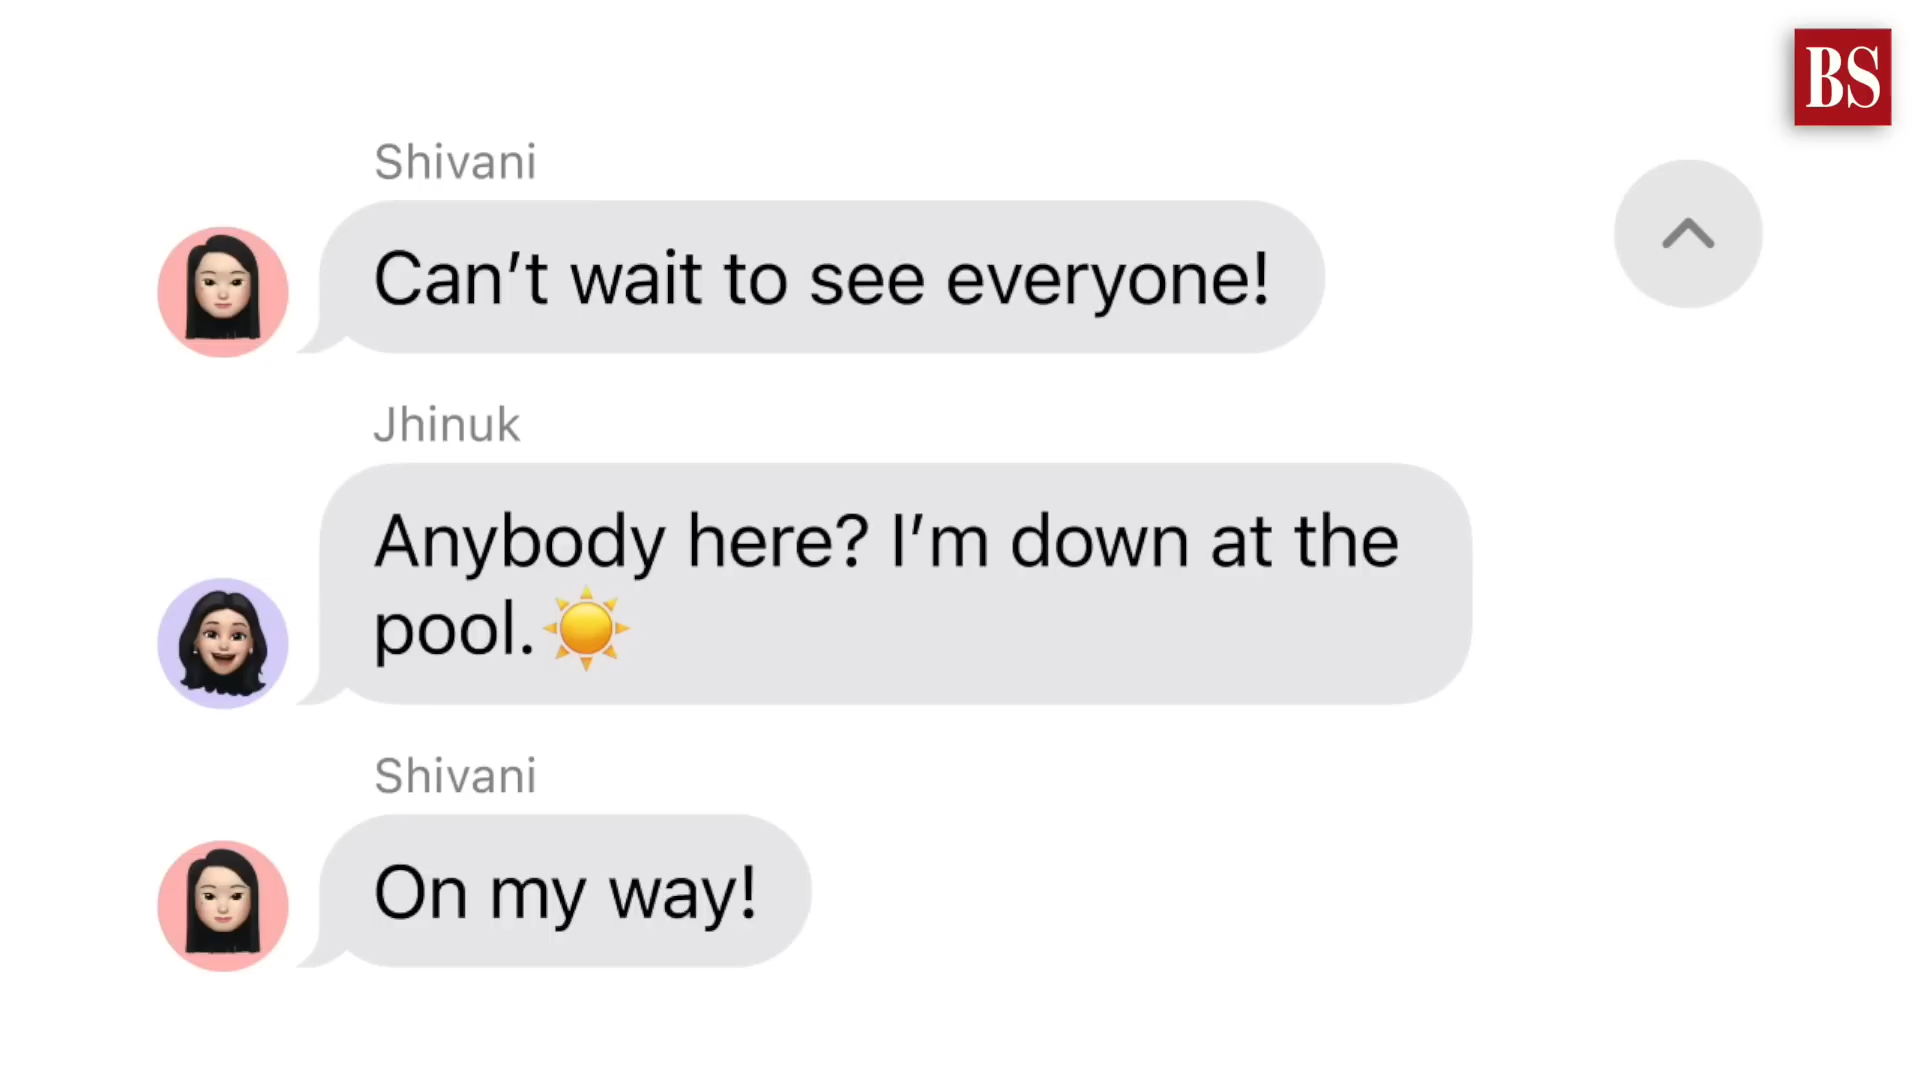 BS
Shivani
Can’t wait to see everyone!
Jhinuk
Anybody here? I’m down at the
pool.☀️
Shivani
On my way!